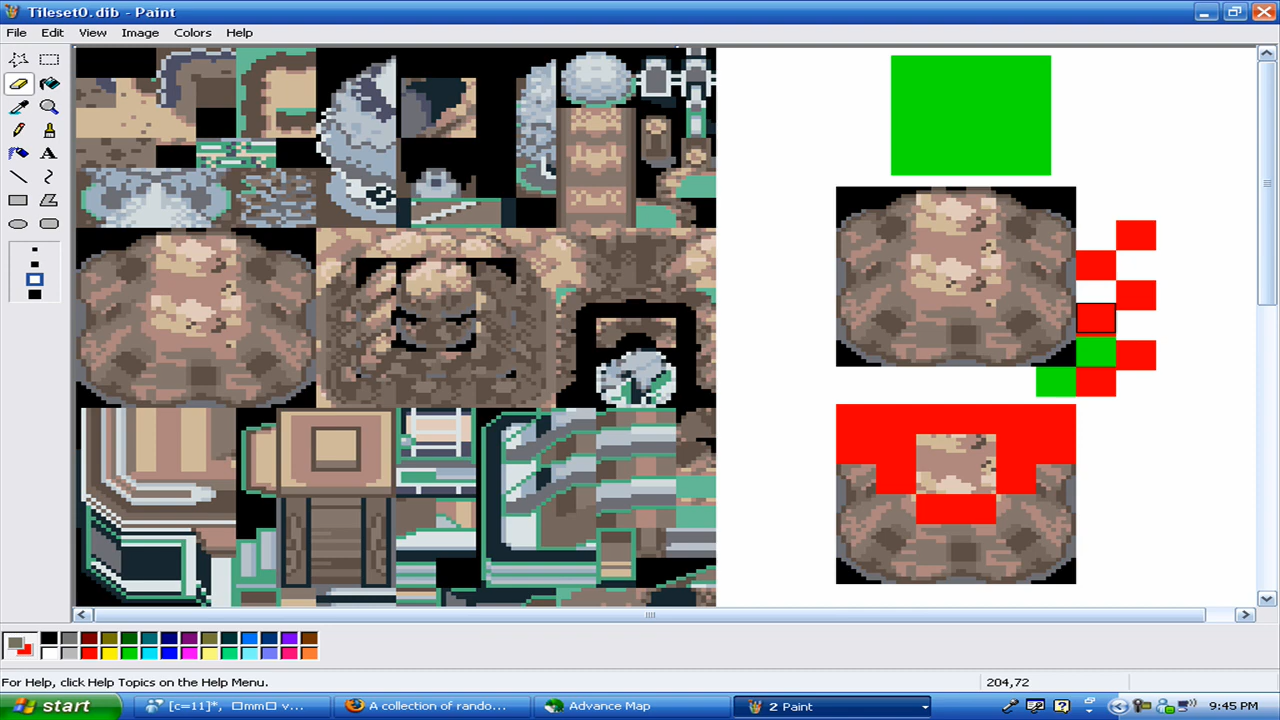 Tileset0.dib - Paint
File Edit View Image Colors Help
For Help, click Help Topics on the Help Menu.
204,72
start
[c=11]*, □mm□ v...
A collection of rando...
Advance Map
2 Paint
9:45 PM